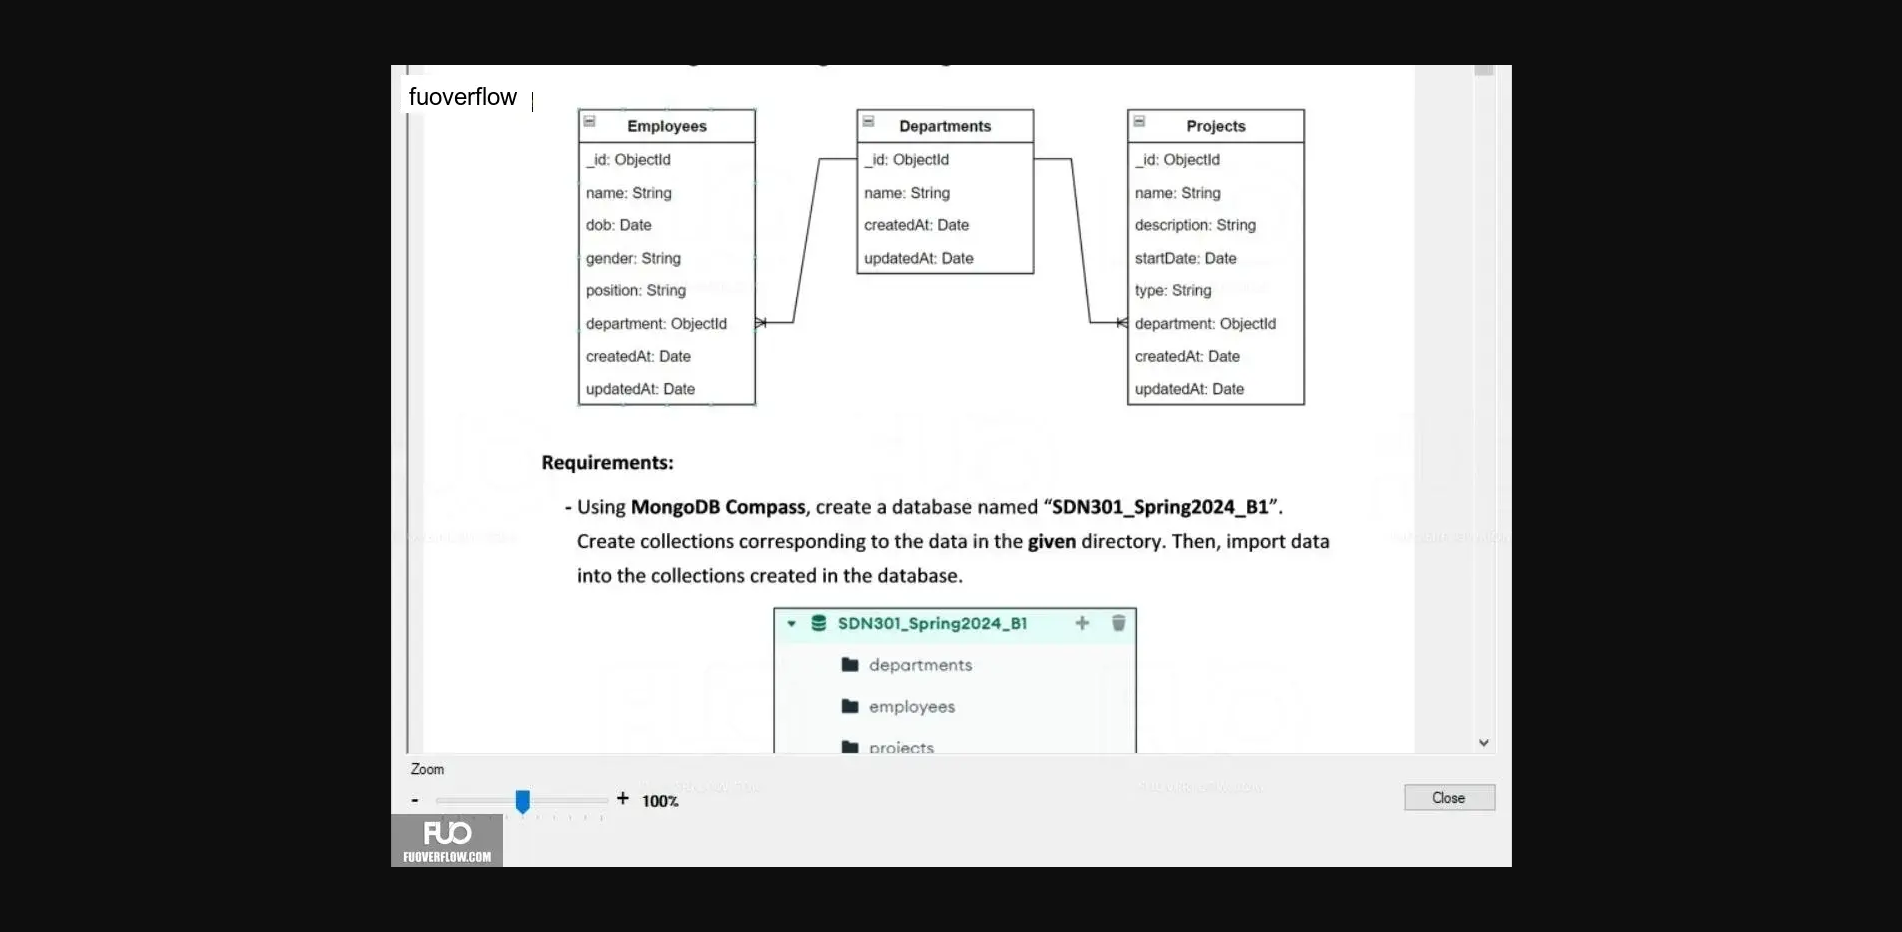 fuoverflow
Employees
_id: ObjectId
name: String
dob: Date
gender: String
position: String
department: ObjectId
createdAt: Date
updatedAt: Date
Departments
_id: ObjectId
name: String
createdAt: Date
updatedAt: Date
Projects
_id: ObjectId
name: String
description: String
startDate: Date
type: String
department: ObjectId
createdAt: Date
updatedAt: Date
Requirements:
- Using MongoDB Compass, create a database named “SDN301_Spring2024_B1”.
Create collections corresponding to the data in the given directory. Then, import data
into the collections created in the database.
SDN301_Spring2024_B1
departments
employees
projects
Zoom
- + 100%
Close
FUO
FUOVERFLOW.COM